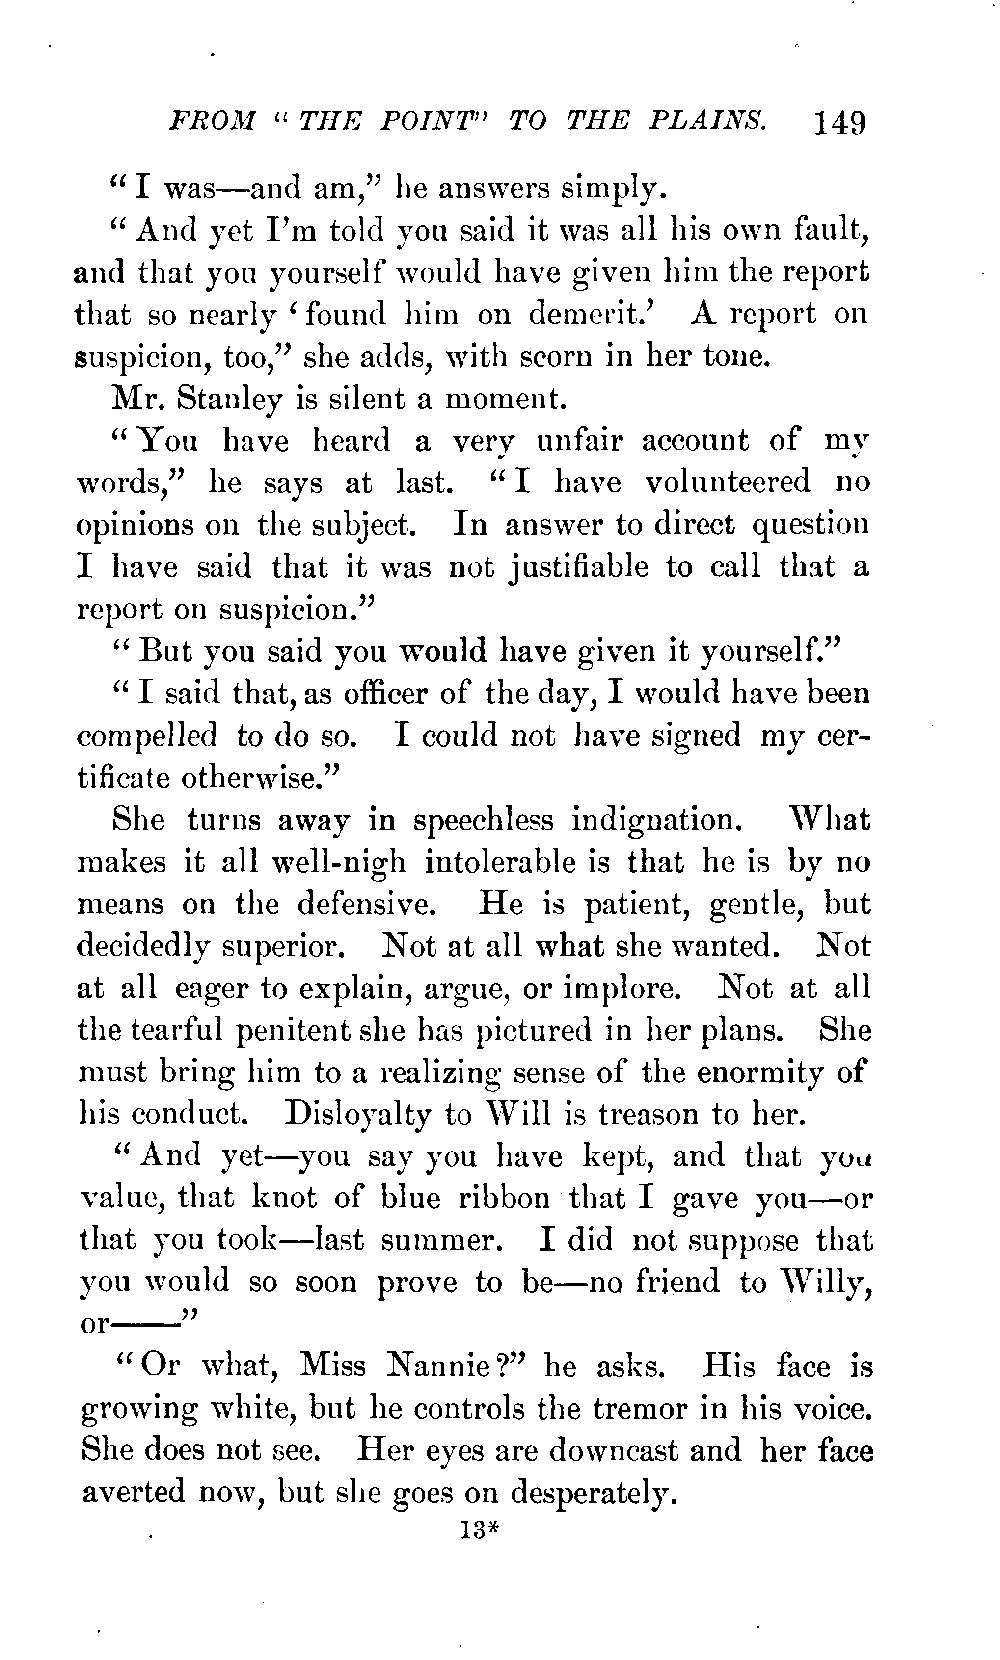 FROM “ THE POINT” TO THE PLAINS. 149
“ I was—and am,” he answers simply.
“ And yet I’m told you said it was all his own fault,
and that you yourself would have given him the report
that so nearly ‘ found him on demerit.’ A report on
suspicion, too,” she adds, with scorn in her tone.
Mr. Stanley is silent a moment.
“ You have heard a very unfair account of my
words,” he says at last. “ I have volunteered no
opinions on the subject. In answer to direct question
I have said that it was not justifiable to call that a
report on suspicion.”
“ But you said you would have given it yourself.”
“ I said that, as officer of the day, I would have been
compelled to do so. I could not have signed my cer-
tificate otherwise.”
She turns away in speechless indignation. What
makes it all well-nigh intolerable is that he is by no
means on the defensive. He is patient, gentle, but
decidedly superior. Not at all what she wanted. Not
at all eager to explain, argue, or implore. Not at all
the tearful penitent she has pictured in her plans. She
must bring him to a realizing sense of the enormity of
his conduct. Disloyalty to Will is treason to her.
“ And yet—you say you have kept, and that you
value, that knot of blue ribbon that I gave you—or
that you took—last summer. I did not suppose that
you would so soon prove to be—no friend to Willy,
or——”
“ Or what, Miss Nannie?” he asks. His face is
growing white, but he controls the tremor in his voice.
She does not see. Her eyes are downcast and her face
averted now, but she goes on desperately.
13*